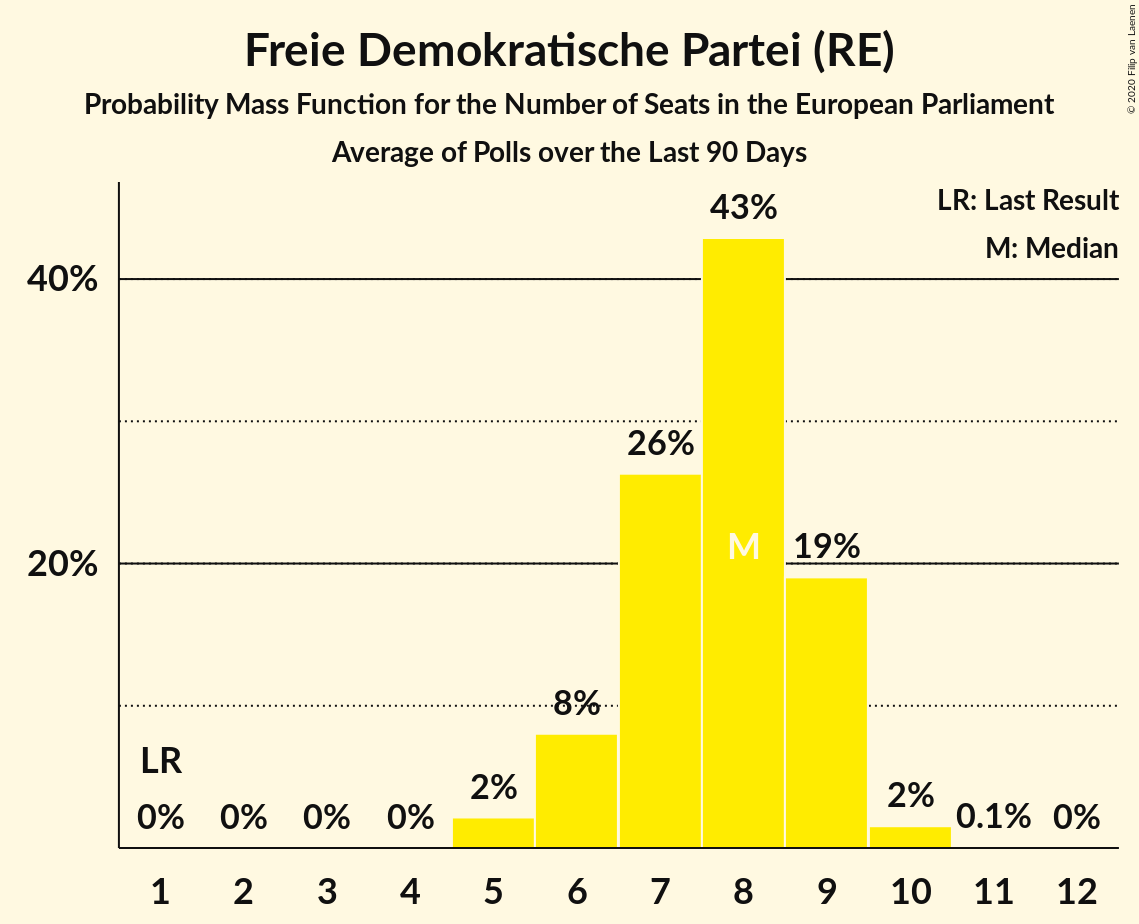 Freie Demokratische Partei (RE)
Probability Mass Function for the Number of Seats in the European Parliament
Average of Polls over the Last 90 Days
© 2020 Filip van Laenen
LR: Last Result
M: Median
43%
40%
26%
M
19%
20%
8%
LR
2%
2%
0%
0%
0%
0%
0.1%
0%
1 2 3 4 5 6 7 8 9 10 11 12